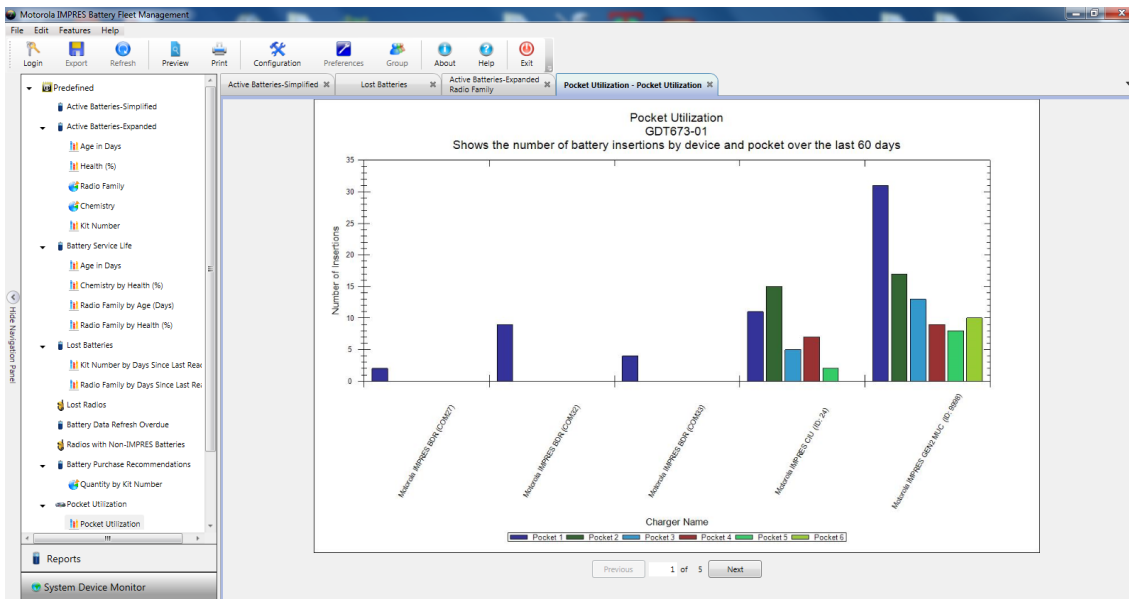 Motorola IMPRES Battery Fleet Management
File Edit Features Help
Login Export Refresh Preview Print Configuration Preferences Group About Help Exit
Predefined
Active Batteries-Simplified
Active Batteries-Expanded
Age in Days
Health (%)
Radio Family
Chemistry
Kit Number
Battery Service Life
Age in Days
Chemistry by Health (%)
Radio Family by Age (Days)
Radio Family by Health (%)
Lost Batteries
Kit Number by Days Since Last Reac
Radio Family by Days Since Last Re
Lost Radios
Battery Data Refresh Overdue
Radios with Non-IMPRES Batteries
Battery Purchase Recommendations
Quantity by Kit Number
Pocket Utilization
Pocket Utilization
Reports
System Device Monitor
Hide Navigation Panel
Active Batteries-Simplified
Lost Batteries
Active Batteries-Expanded
Radio Family
Pocket Utilization - Pocket Utilization
Pocket Utilization
GDT673-01
Shows the number of battery insertions by device and pocket over the last 60 days
Number of Insertions
35
30
25
20
15
10
5
0
Motorola IMPRES BDR (COM27)
Motorola IMPRES BDR (COM32)
Motorola IMPRES BDR (COM33)
Motorola IMPRES CIU (ID: 24)
Motorola IMPRES GEN2 MUC (ID: 9998)
Charger Name
Pocket 1 Pocket 2 Pocket 3 Pocket 4 Pocket 5 Pocket 6
Previous 1 of 5 Next